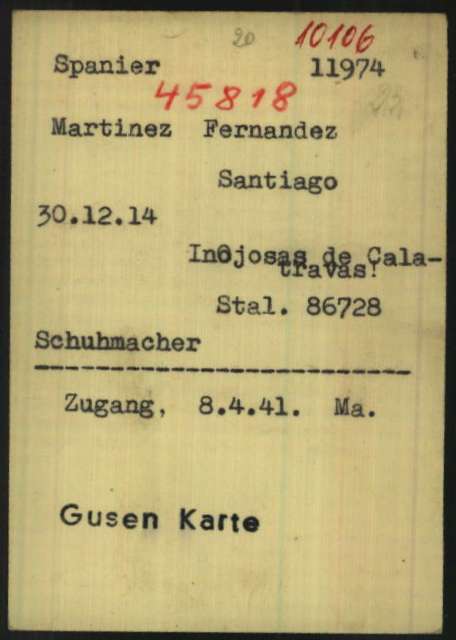 20 10106
Spanier 11974
45818
Martinez Fernandez
Santiago
30.12.14
Inojosas de Cala-
travas!
Stal. 86728
Schuhmacher
Zugang, 8.4.41. Ma.
Gusen Karte